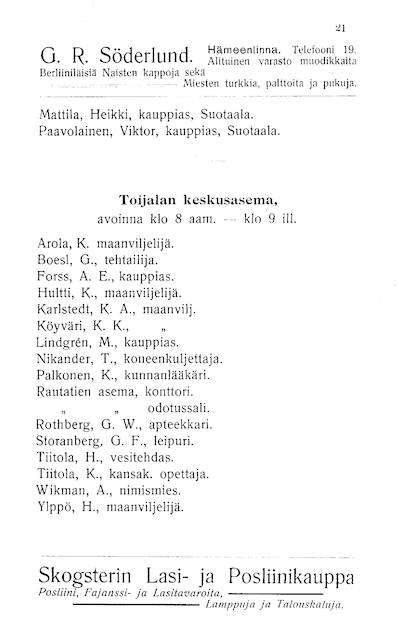 21
G. R. Söderlund. Hämeenlinna. Telefooni 19.
Alituinen varasto muodikkaita
Berliiniläisiä Naisten kappoja sekä
Miesten turkkia, palttoita ja pukuja.
Mattila, Heikki, kauppias, Suotaala.
Paavolainen, Viktor, kauppias, Suotaala.
Toijalan keskusasema,
avoinna klo 8 aam. — klo 9 ill.
Arola, K. maanviljelijä.
Boesl, G., tehtailija.
Forss, A. E., kauppias.
Hultti, K., maanviljelijä.
Karlstedt, K. A., maanvilj.
Köyväri, K. K., „
Lindgrén, M., kauppias.
Nikander, T., koneenkuljettaja.
Palkonen, K., kunnanlääkäri.
Rautatien asema, konttori.
„ „ odotussali.
Rothberg, G. W., apteekkari.
Storanberg, G. F., leipuri.
Tiitola, H., vesitehdas.
Tiitola, K., kansak. opettaja.
Wikman, A., nimismies.
Ylppö, H., maanviljelijä.
Skogsterin Lasi- ja Posliinikauppa
Posliini, Fajanssi- ja Lasitavaroita,
Lamppuja ja Talouskaluja.